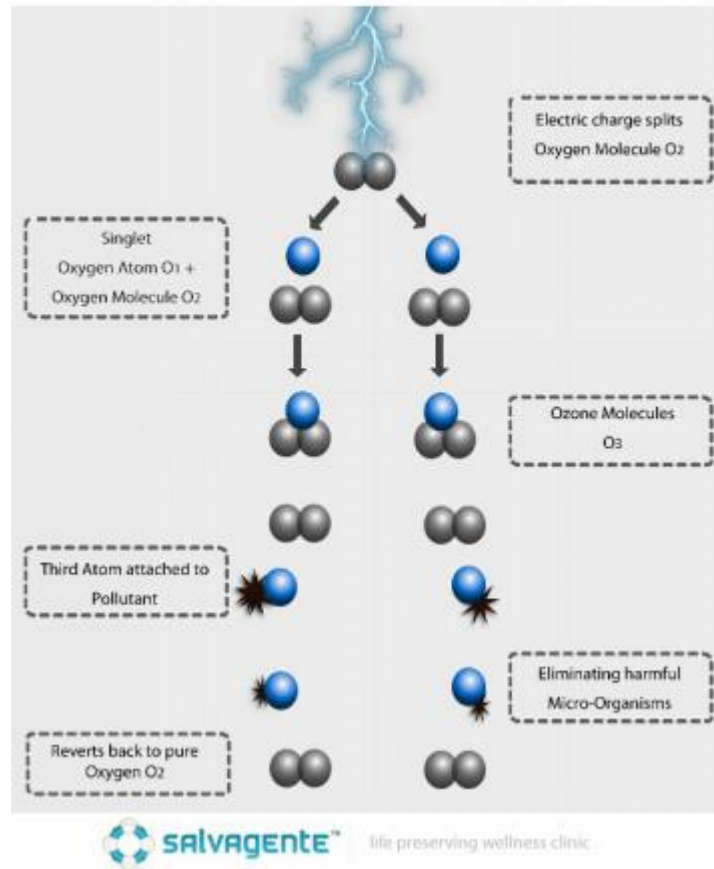 Electric charge splits
Oxygen Molecule O2
Singlet
Oxygen Atom O1 +
Oxygen Molecule O2
Ozone Molecules
O3
Third Atom attached to
Pollutant
Eliminating harmful
Micro-Organisms
Reverts back to pure
Oxygen O2
SALVAGENTE™
life preserving wellness clinic